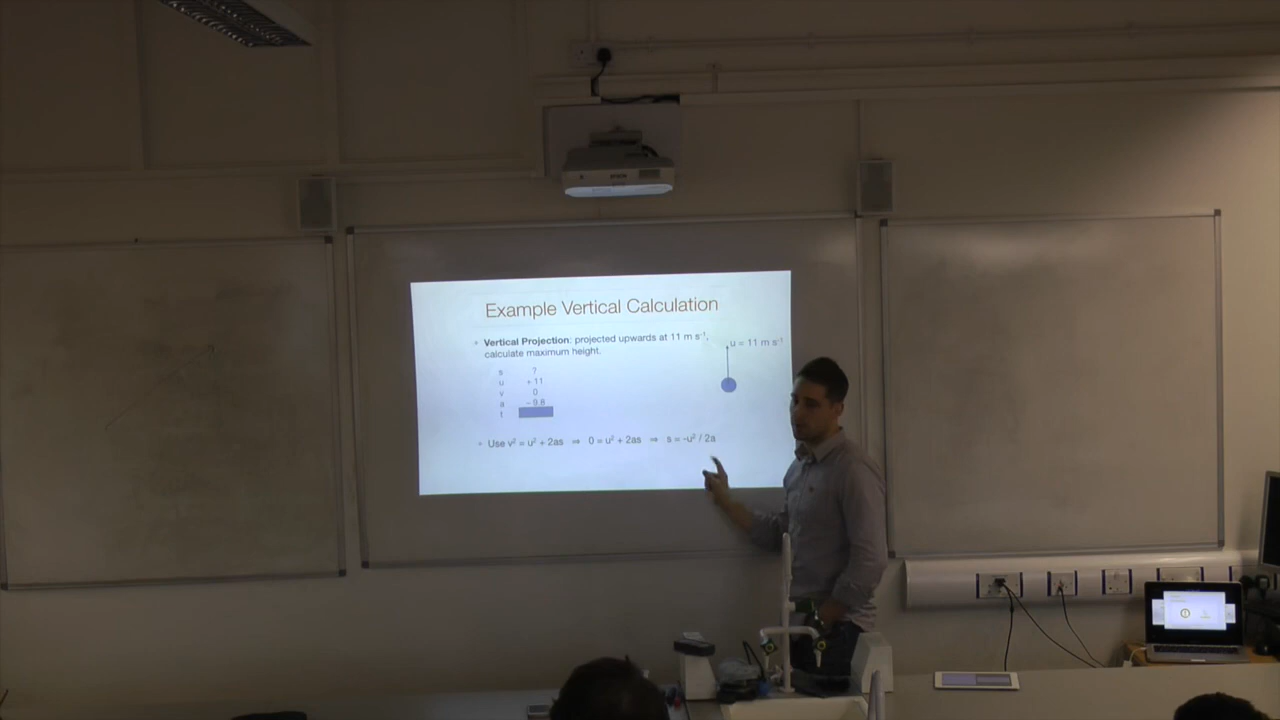 Example Vertical Calculation
Vertical Projection: projected upwards at 11 m s⁻¹,
calculate maximum height.
u = 11 m s⁻¹
s ?
u + 11
v 0
a – 9.8
t
Use v² = u² + 2as ⇒ 0 = u² + 2as ⇒ s = -u² / 2a